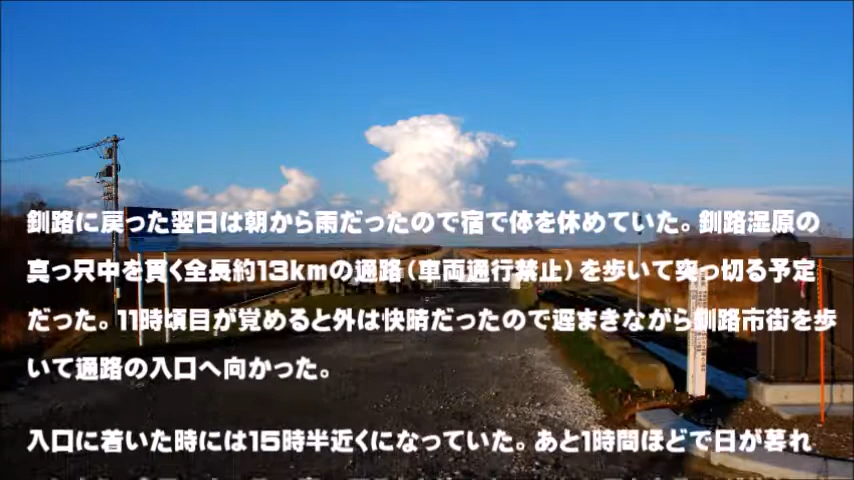 釧路に戻った翌日は朝から雨だったので宿で体を休めていた。釧路湿原の
真っ只中を貫く全長約13kmの通路（車両通行禁止）を歩いて突っ切る予定
だった。11時頃目が覚めると外は快晴だったので遅まきながら釧路市街を歩
いて通路の入口へ向かった。
入口に着いた時には15時半近くになっていた。あと1時間ほどで日が暮れ